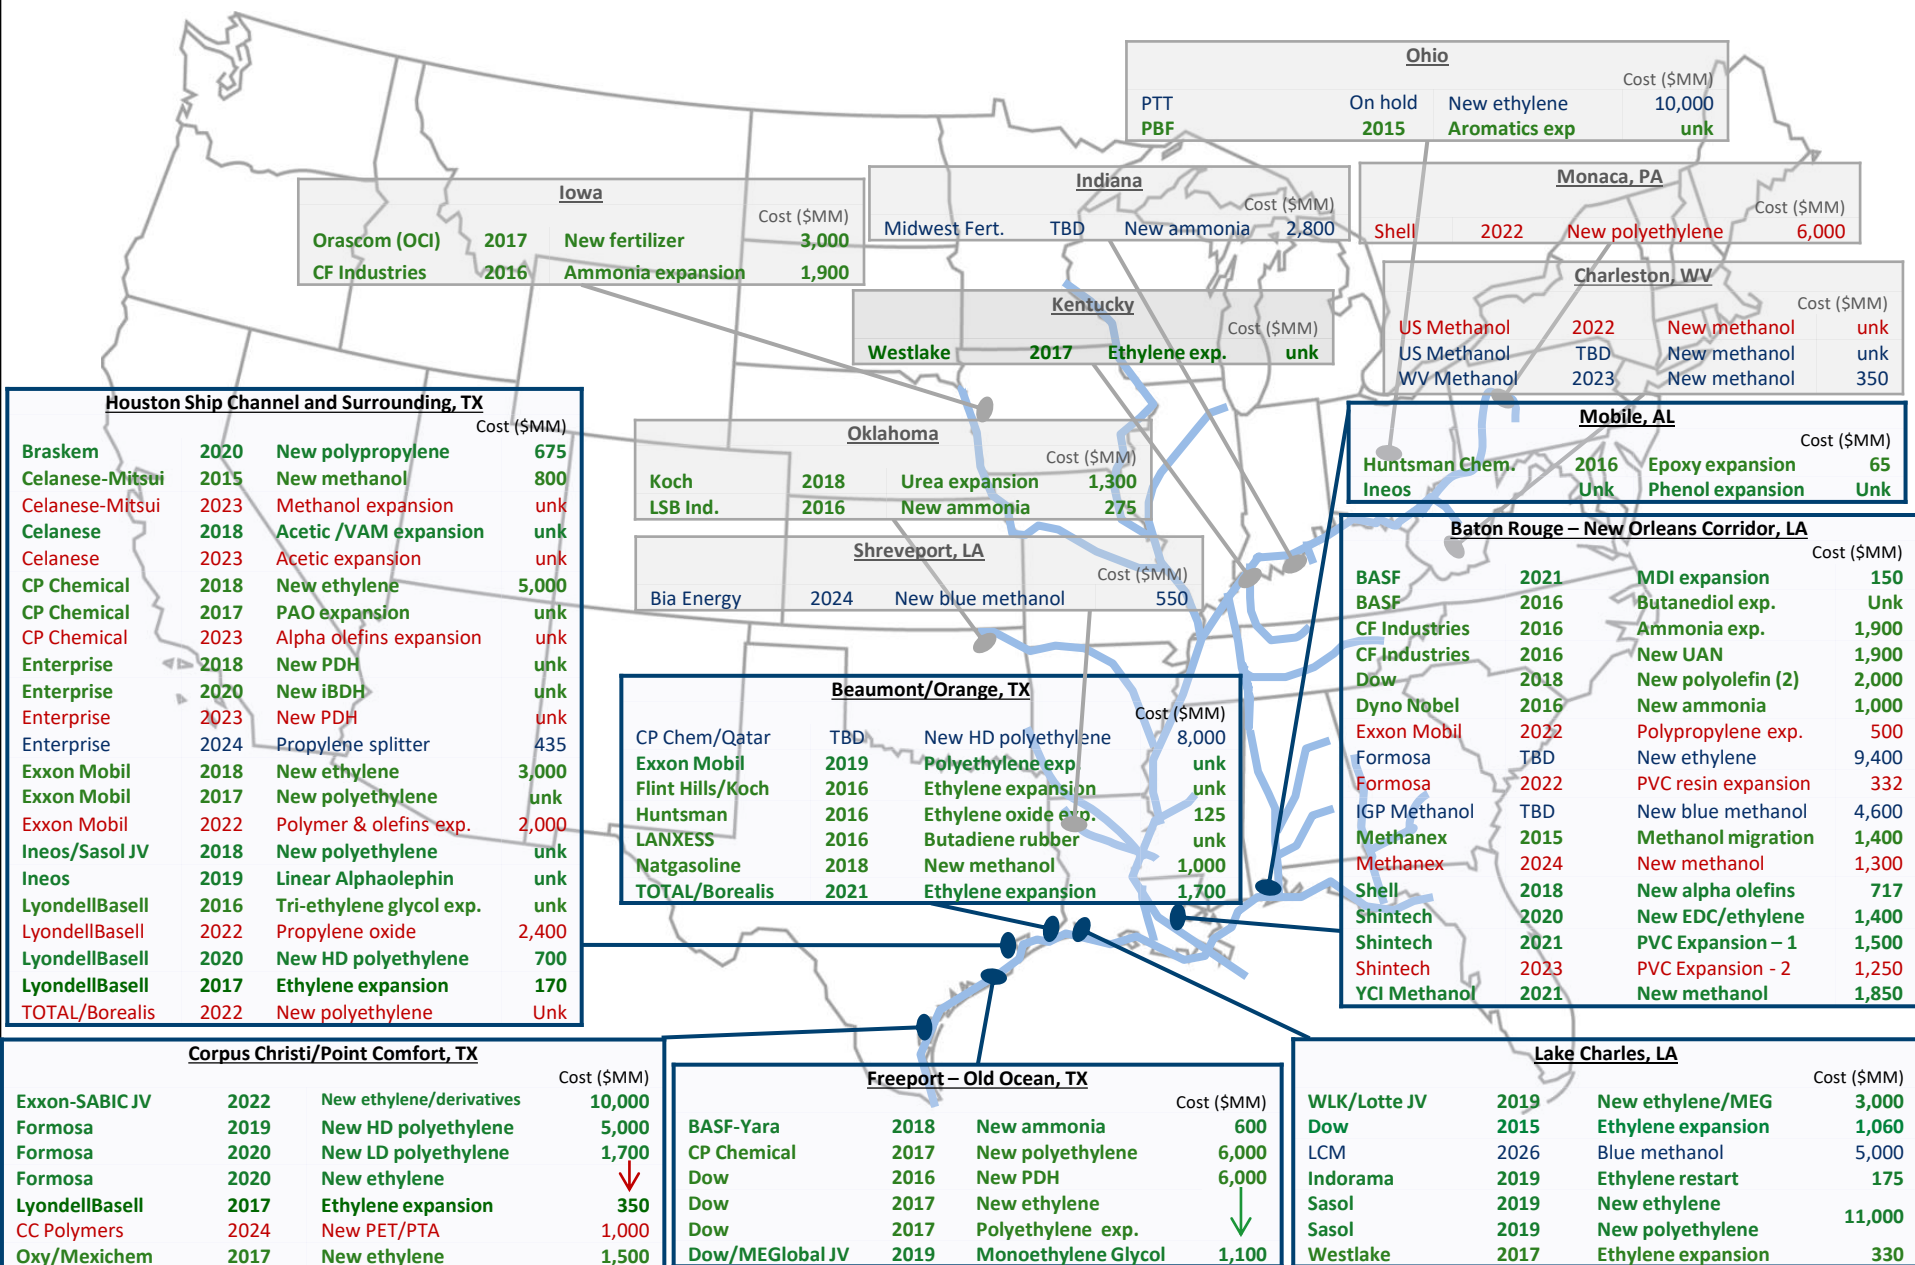 Ohio
Cost ($MM)
PTT On hold New ethylene 10,000
PBF 2015 Aromatics exp unk
Indiana
Cost ($MM)
Midwest Fert. TBD New ammonia 2,800
Monaca, PA
Cost ($MM)
Shell 2022 New polyethylene 6,000
Iowa
Cost ($MM)
Orascom (OCI) 2017 New fertilizer 3,000
CF Industries 2016 Ammonia expansion 1,900
Charleston, WV
Cost ($MM)
US Methanol 2022 New methanol unk
US Methanol TBD New methanol unk
WV Methanol 2023 New methanol 350
Kentucky
Cost ($MM)
Westlake 2017 Ethylene exp. unk
Houston Ship Channel and Surrounding, TX
Cost ($MM)
Braskem 2020 New polypropylene 675
Celanese-Mitsui 2015 New methanol 800
Celanese-Mitsui 2023 Methanol expansion unk
Celanese 2018 Acetic /VAM expansion unk
Celanese 2023 Acetic expansion unk
CP Chemical 2018 New ethylene 5,000
CP Chemical 2017 PAO expansion unk
CP Chemical 2023 Alpha olefins expansion unk
Enterprise 2018 New PDH unk
Enterprise 2020 New iBDH unk
Enterprise 2023 New PDH unk
Enterprise 2024 Propylene splitter 435
Exxon Mobil 2018 New ethylene 3,000
Exxon Mobil 2017 New polyethylene unk
Exxon Mobil 2022 Polymer & olefins exp. 2,000
Ineos/Sasol JV 2018 New polyethylene unk
Ineos 2019 Linear Alphaolephin unk
LyondellBasell 2016 Tri-ethylene glycol exp. unk
LyondellBasell 2022 Propylene oxide 2,400
LyondellBasell 2020 New HD polyethylene 700
LyondellBasell 2017 Ethylene expansion 170
TOTAL/Borealis 2022 New polyethylene Unk
Oklahoma
Cost ($MM)
Koch 2018 Urea expansion 1,300
LSB Ind. 2016 New ammonia 275
Mobile, AL
Cost ($MM)
Huntsman Chem. 2016 Epoxy expansion 65
Ineos Unk Phenol expansion Unk
Shreveport, LA
Cost ($MM)
Bia Energy 2024 New blue methanol 550
Baton Rouge – New Orleans Corridor, LA
Cost ($MM)
BASF 2021 MDI expansion 150
BASF 2016 Butanediol exp. Unk
CF Industries 2016 Ammonia exp. 1,900
CF Industries 2016 New UAN 1,900
Dow 2018 New polyolefin (2) 2,000
Dyno Nobel 2016 New ammonia 1,000
Exxon Mobil 2022 Polypropylene exp. 500
Formosa TBD New ethylene 9,400
Formosa 2022 PVC resin expansion 332
IGP Methanol TBD New blue methanol 4,600
Methanex 2015 Methanol migration 1,400
Methanex 2024 New methanol 1,300
Shell 2018 New alpha olefins 717
Shintech 2020 New EDC/ethylene 1,400
Shintech 2021 PVC Expansion – 1 1,500
Shintech 2023 PVC Expansion - 2 1,250
YCI Methanol 2021 New methanol 1,850
Beaumont/Orange, TX
Cost ($MM)
CP Chem/Qatar TBD New HD polyethylene 8,000
Exxon Mobil 2019 Polyethylene exp. unk
Flint Hills/Koch 2016 Ethylene expansion unk
Huntsman 2016 Ethylene oxide exp. 125
LANXESS 2016 Butadiene rubber unk
Natgasoline 2018 New methanol 1,000
TOTAL/Borealis 2021 Ethylene expansion 1,700
Corpus Christi/Point Comfort, TX
Cost ($MM)
Exxon-SABIC JV 2022 New ethylene/derivatives 10,000
Formosa 2019 New HD polyethylene 5,000
Formosa 2020 New LD polyethylene 1,700
Formosa 2020 New ethylene
LyondellBasell 2017 Ethylene expansion 350
CC Polymers 2024 New PET/PTA 1,000
Oxy/Mexichem 2017 New ethylene 1,500
Freeport – Old Ocean, TX
Cost ($MM)
BASF-Yara 2018 New ammonia 600
CP Chemical 2017 New polyethylene 6,000
Dow 2016 New PDH 6,000
Dow 2017 New ethylene
Dow 2017 Polyethylene exp.
Dow/MEGlobal JV 2019 Monoethylene Glycol 1,100
Lake Charles, LA
Cost ($MM)
WLK/Lotte JV 2019 New ethylene/MEG 3,000
Dow 2015 Ethylene expansion 1,060
LCM 2026 Blue methanol 5,000
Indorama 2019 Ethylene restart 175
Sasol 2019 New ethylene
11,000
Sasol 2019 New polyethylene
Westlake 2017 Ethylene expansion 330